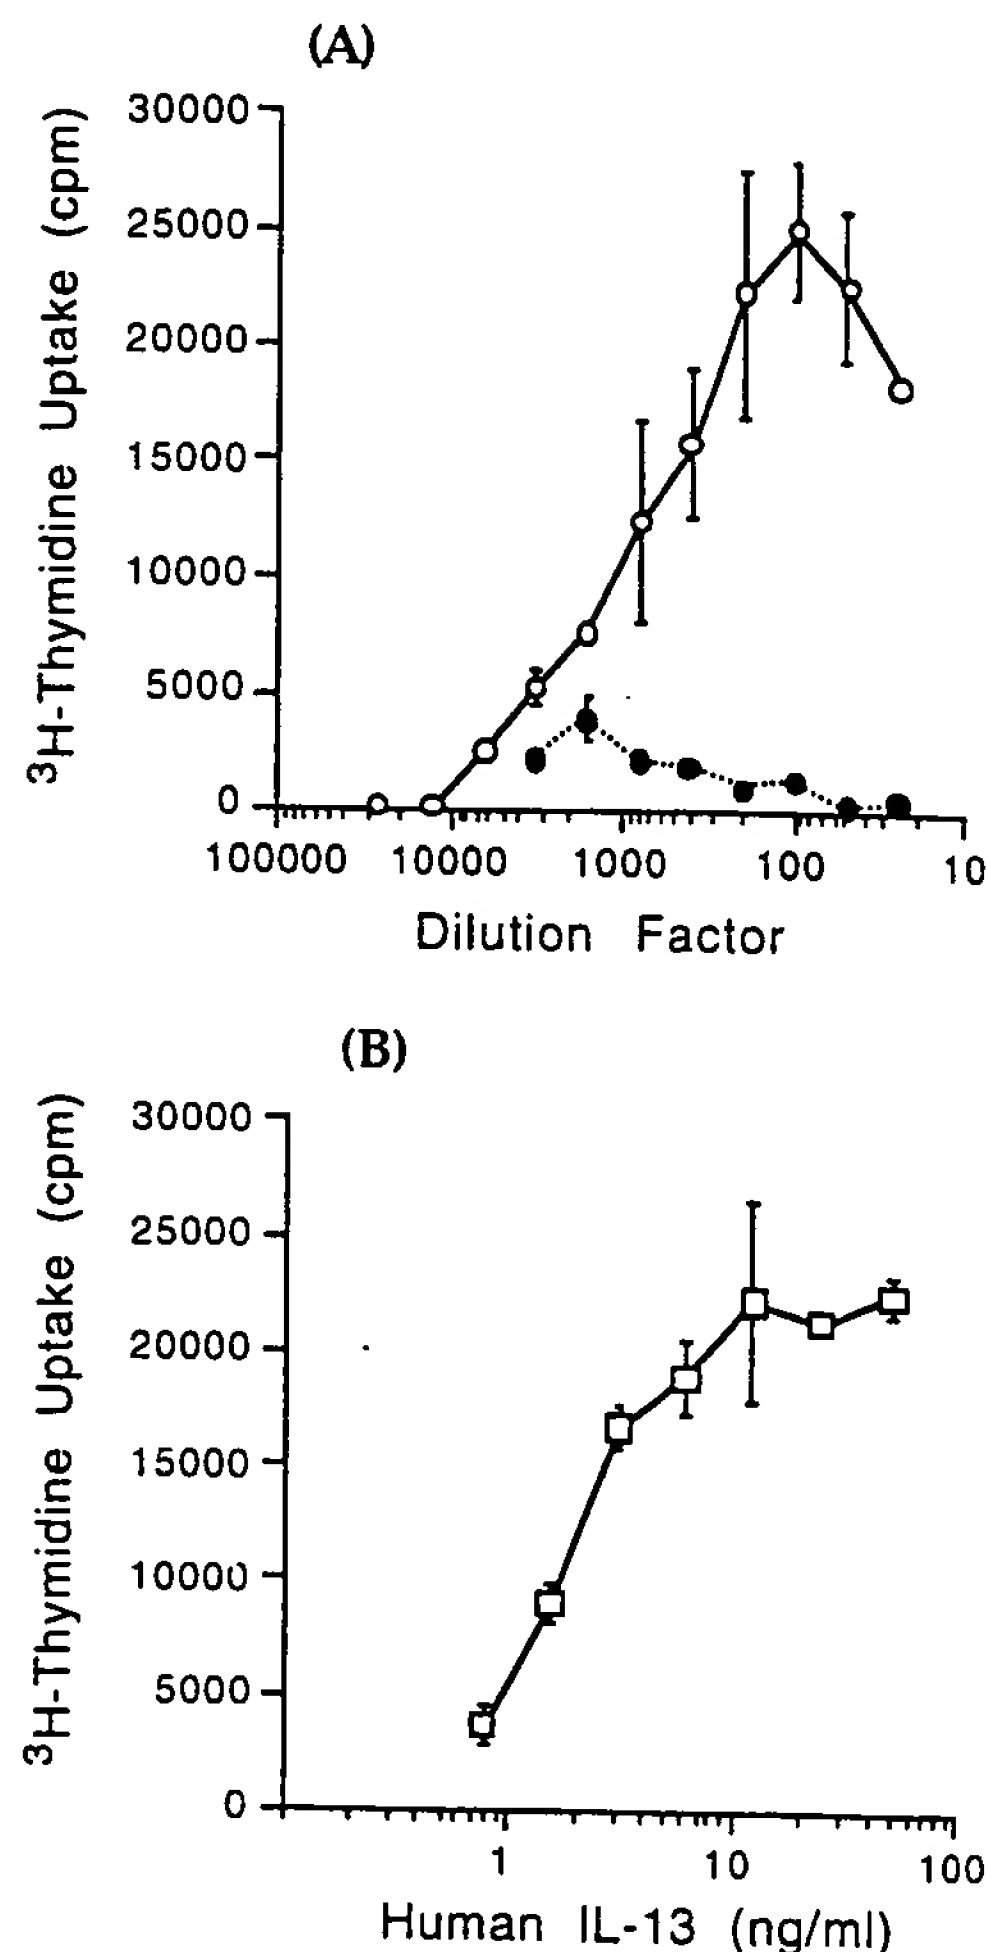 (A)
³H-Thymidine Uptake (cpm)
30000
25000
20000
15000
10000
5000
0
100000 10000 1000 100 10
Dilution Factor
(B)
³H-Thymidine Uptake (cpm)
30000
25000
20000
15000
10000
5000
0
1 10 100
Human IL-13 (ng/ml)